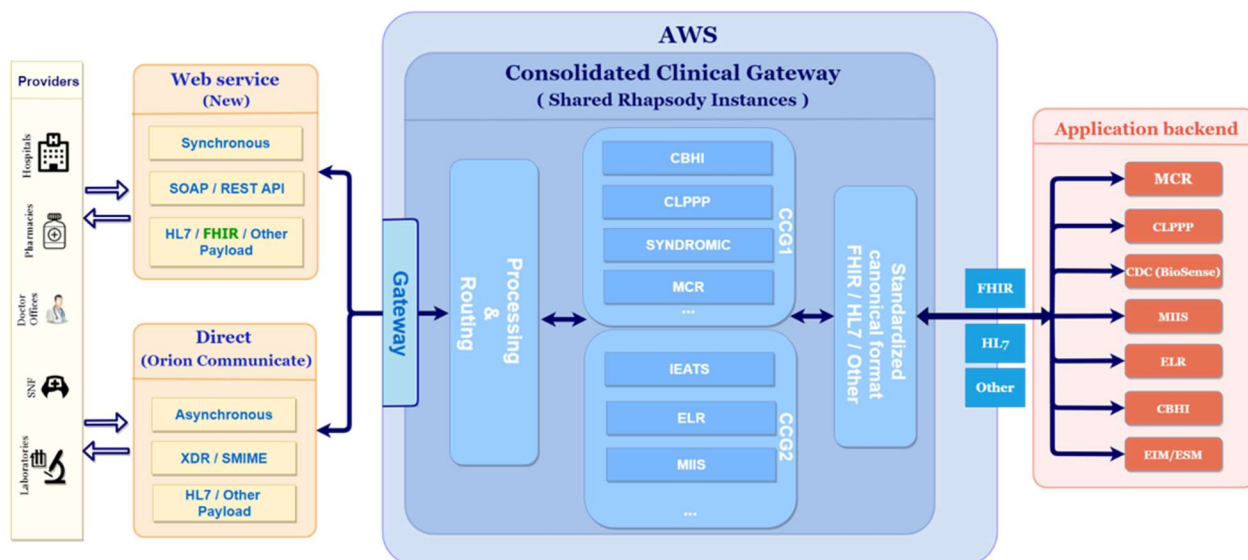 Providers
Hospitals
Pharmacies
Doctor
Offices
SNF
Laboratories
Web service
(New)
Synchronous
SOAP / REST API
HL7 / FHIR / Other
Payload
Direct
(Orion Communicate)
Asynchronous
XDR / SMIME
HL7 / Other
Payload
AWS
Consolidated Clinical Gateway
( Shared Rhapsody Instances )
Gateway
Processing
&
Routing
CBHI
CLPPP
SYNDROMIC
MCR
...
CCG1
IEATS
ELR
MIIS
...
CCG2
Standardized
canonical format
FHIR / HL7 / Other
FHIR
HL7
Other
Application backend
MCR
CLPPP
CDC (BioSense)
MIIS
ELR
CBHI
EIM/ESM